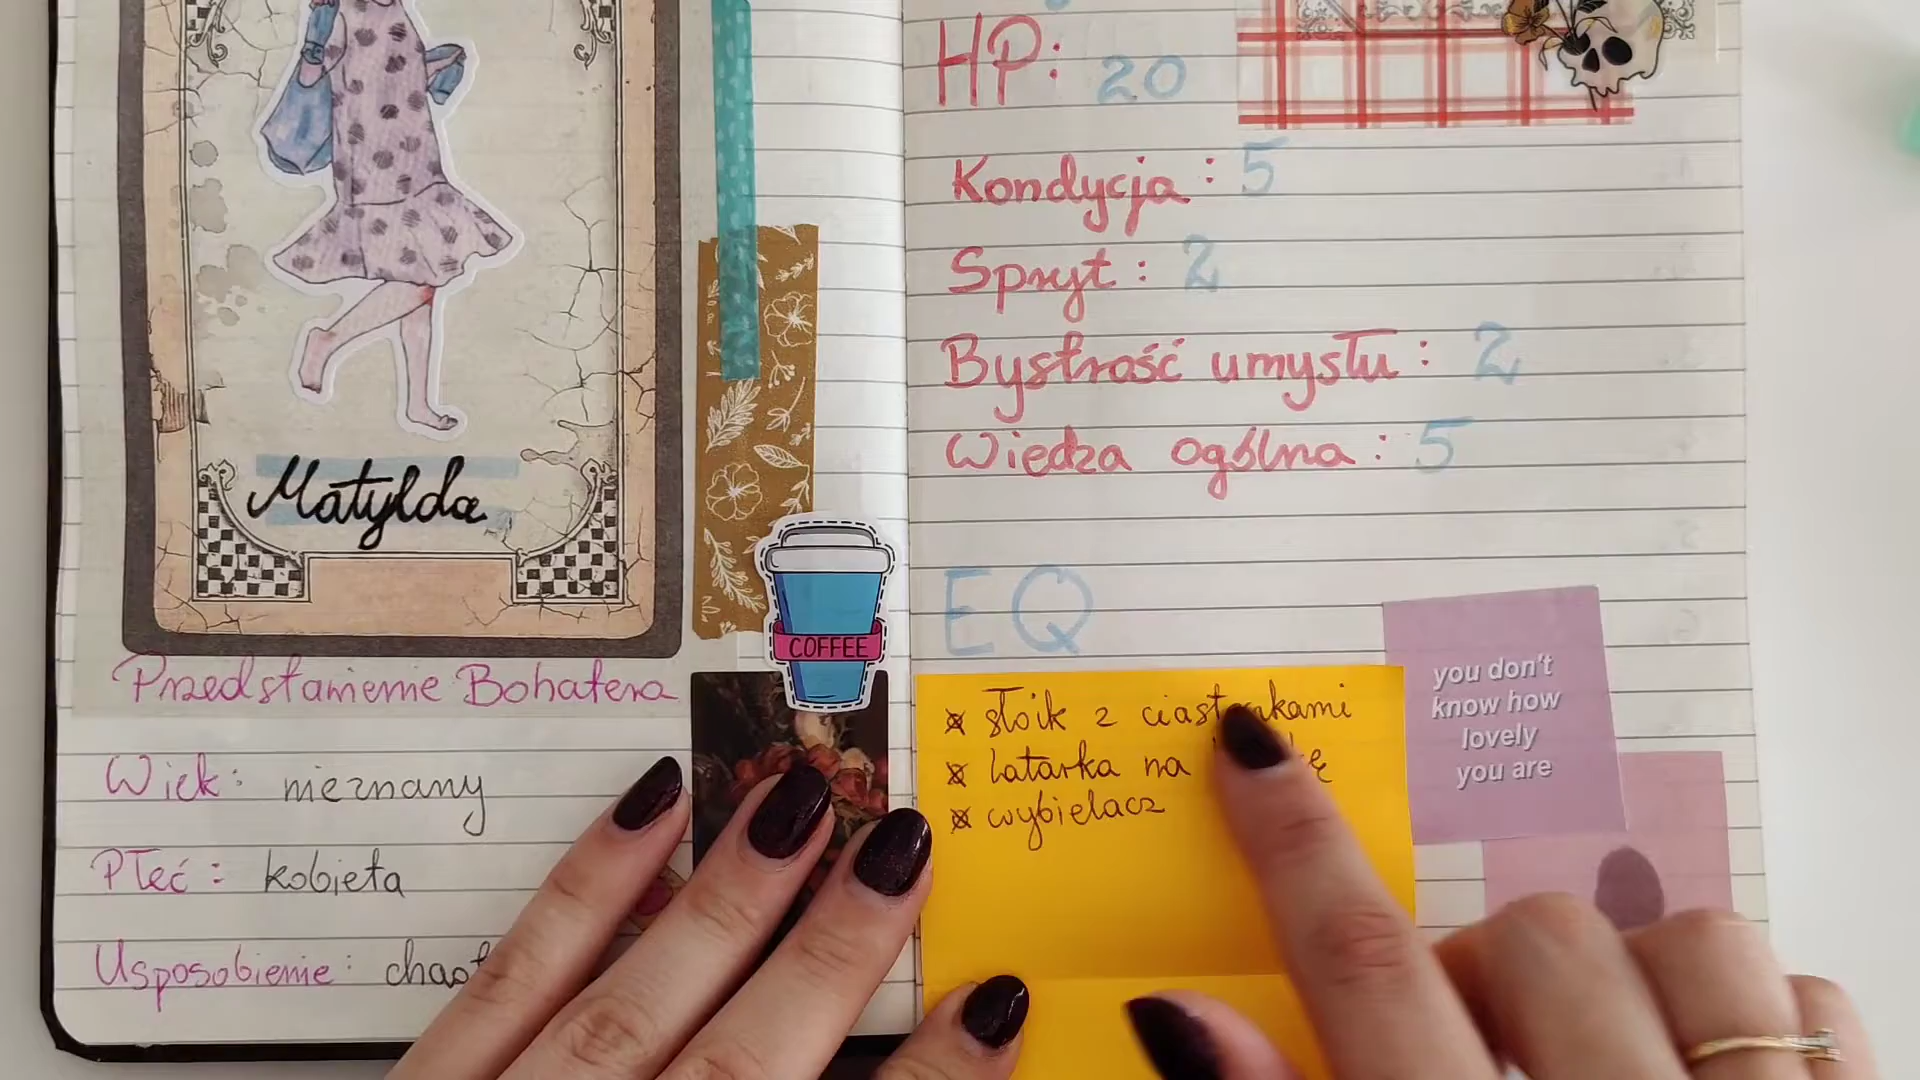 Matylda
Przedstawienie Bohatera
Wiek: nieznany
Płeć: kobieta
Usposobienie:
COFFEE
HP: 20
Kondycja: 5
Spryt: 2
Bystrość umysłu: 2
Wiedza ogólna: 5
EQ
słoik z ciasteczkami
latarka na
wybielacz
you don't
know how
lovely
you are